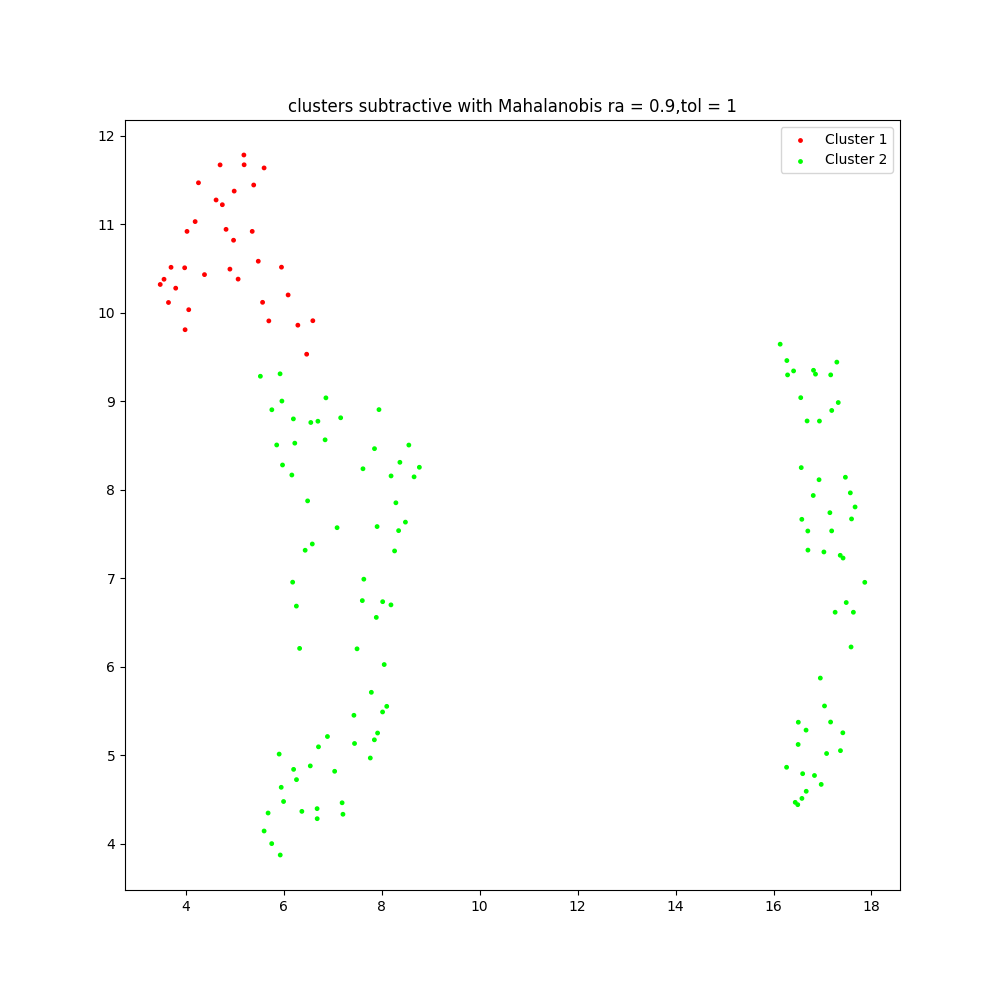 clusters subtractive with Mahalanobis ra = 0.9,tol = 1
Cluster 1
Cluster 2
12
11
10
9
8
7
6
5
4
4 6 8 10 12 14 16 18